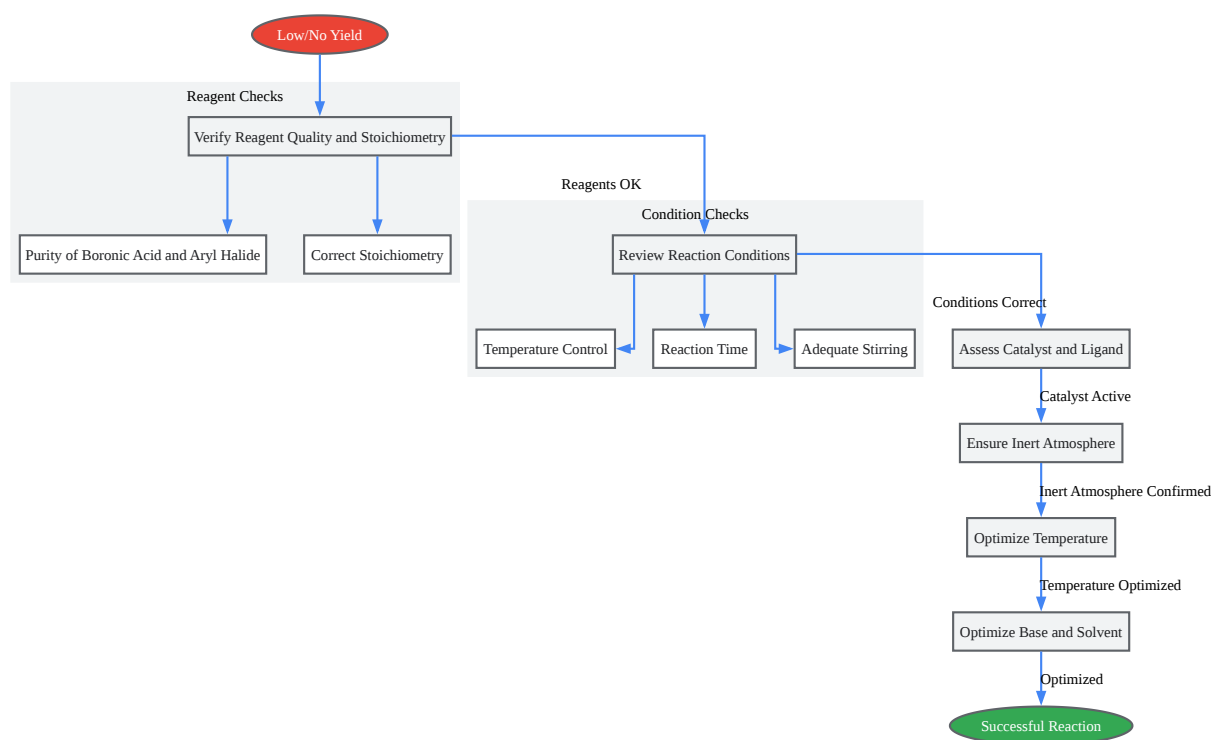 Low/No Yield
Reagent Checks
Verify Reagent Quality and Stoichiometry
Reagents OK
Condition Checks
Purity of Boronic Acid and Aryl Halide
Correct Stoichiometry
Review Reaction Conditions
Conditions Correct
Temperature Control
Reaction Time
Adequate Stirring
Assess Catalyst and Ligand
Catalyst Active
Ensure Inert Atmosphere
Inert Atmosphere Confirmed
Optimize Temperature
Temperature Optimized
Optimize Base and Solvent
Optimized
Successful Reaction